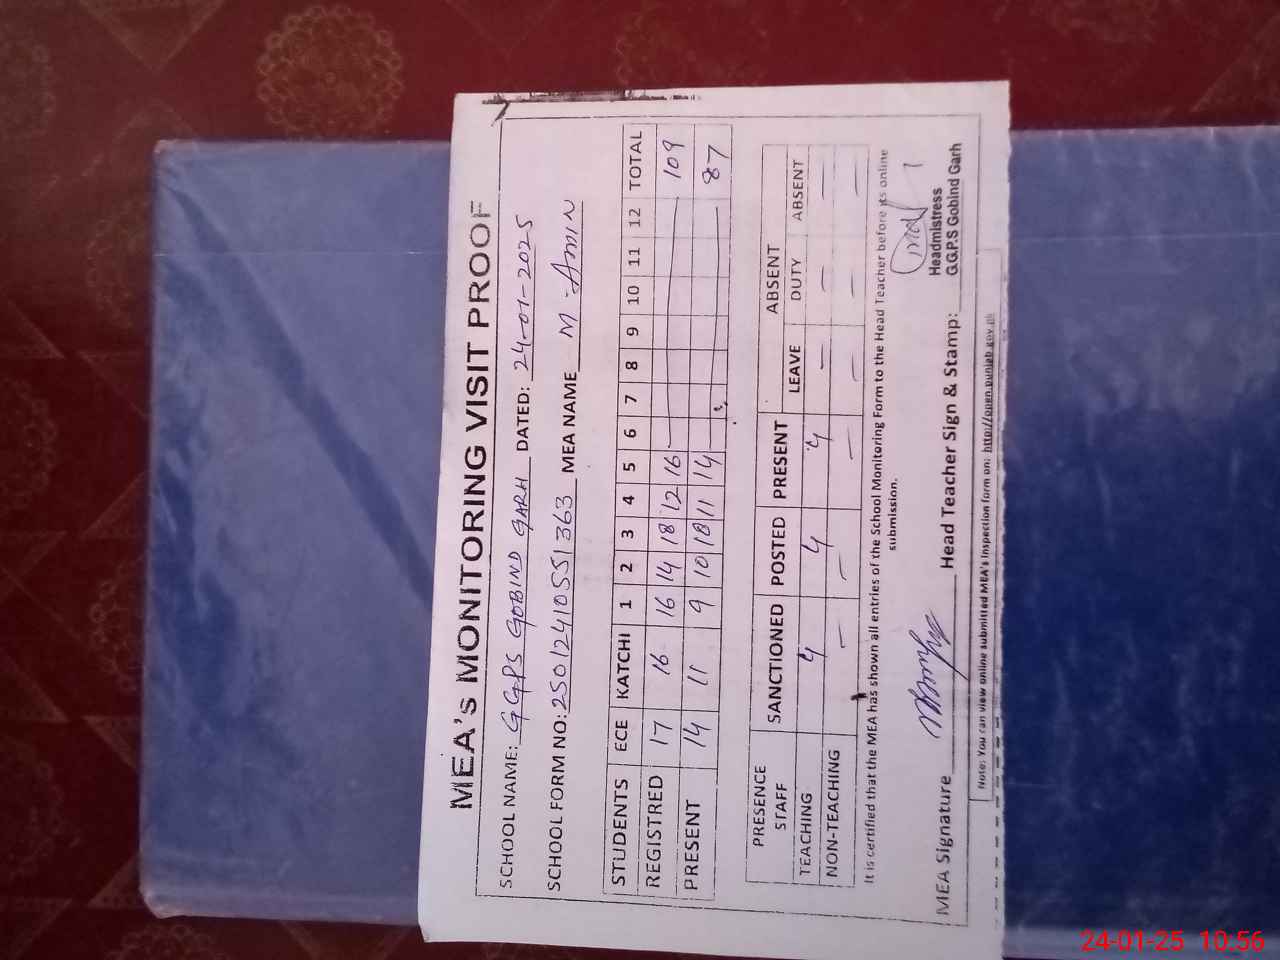 MEA's MONITORING VISIT PROOF
SCHOOL NAME: GGPS GOBIND GARH DATED: 24-01-2025
SCHOOL FORM NO: 25012410551363 MEA NAME M. AMIN
STUDENTS ECE KATCHI 1 2 3 4 5 6 7 8 9 10 11 12 TOTAL
REGISTRED 17 16 16 14 18 12 16 109
PRESENT 14 11 9 10 18 11 14 87
PRESENCE STAFF SANCTIONED POSTED PRESENT ABSENT
LEAVE DUTY ABSENT
TEACHING 4 4 4 — — —
NON-TEACHING — — — — — —
It is certified that the MEA has shown all entries of the School Monitoring Form to the Head Teacher before its online
submission.
MEA Signature Head Teacher Sign & Stamp:
Headmistress
G.G.P.S Gobind Garh
Note: You can view online submitted MEA's Inspection form on: http://open.punjab.gov.pk
24-01-25 10:56